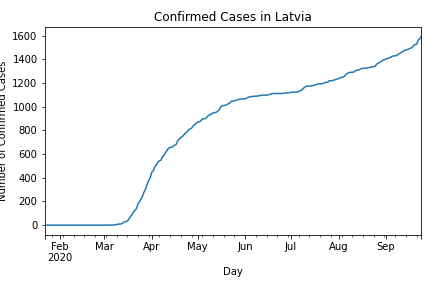 Confirmed Cases in Latvia
Number of Confirmed Cases
1600
1400
1200
1000
800
600
400
200
0
Feb Mar Apr May Jun Jul Aug Sep
2020
Day